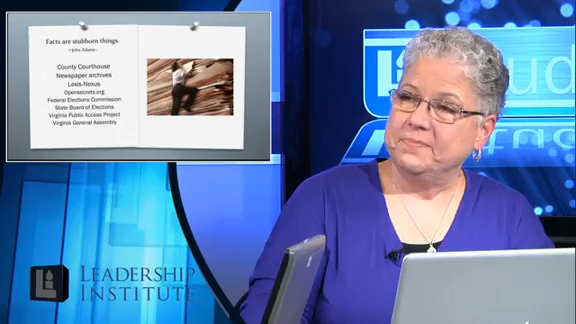 Facts are stubborn things.
~John Adams~
County Courthouse
Newspaper archives
Lexis-Nexus
Opensecrets.org
Federal Elections Commission
State Board of Elections
Virginia Public Access Project
Virginia General Assembly
LEADERSHIP
INSTITUTE